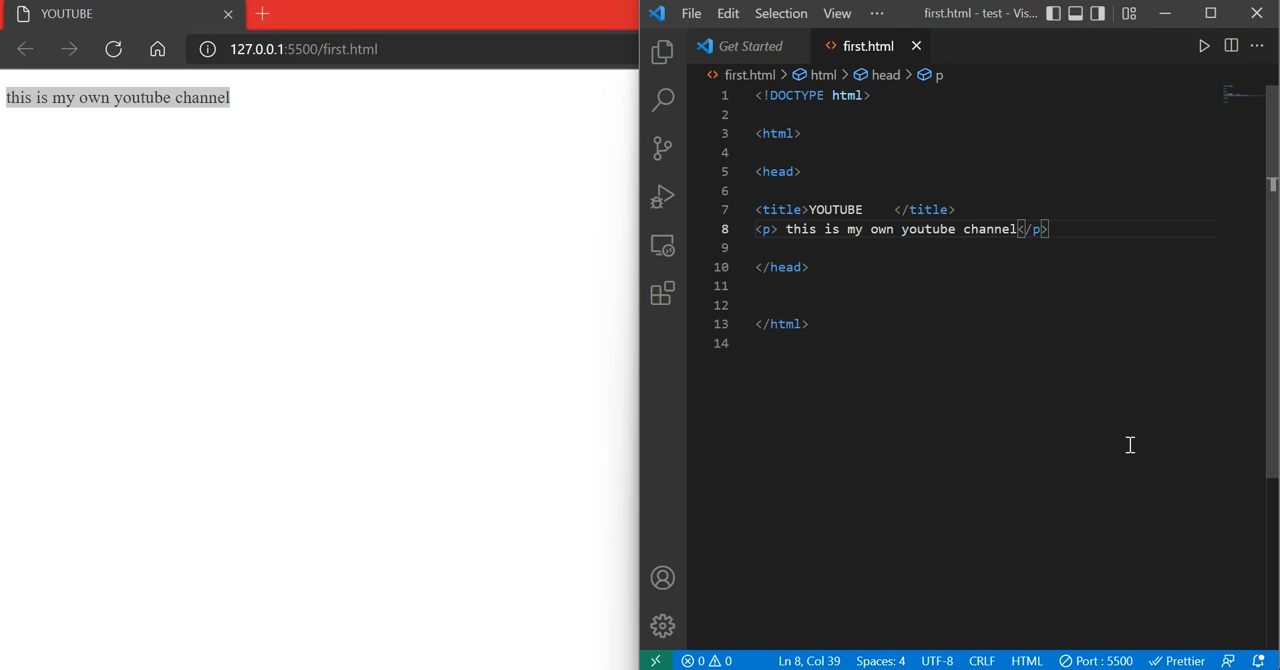 YOUTUBE
127.0.0.1:5500/first.html
this is my own youtube channel
File Edit Selection View ··· first.html - test - Vis...
Get Started first.html
first.html > html > head > p
1 <!DOCTYPE html>
2
3 <html>
4
5 <head>
6
7 <title>YOUTUBE    </title>
8 <p> this is my own youtube channel</p>
9
10 </head>
11
12
13 </html>
14
0 0 Ln 8, Col 39 Spaces: 4 UTF-8 CRLF HTML Port : 5500 Prettier